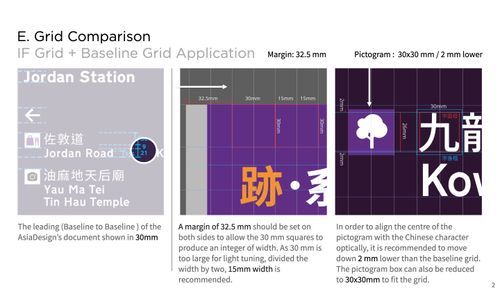 E. Grid Comparison
IF Grid + Baseline Grid Application
Margin: 32.5 mm
Pictogram : 30x30 mm / 2 mm lower
Jordan Station
佐敦道
Jordan Road
9
21
K
油麻地天后廟
Yau Ma Tei
Tin Hau Temple
32.5mm
30mm
15mm
15mm
30mm
30mm
跡·系
2mm
30mm
26mm
2mm
九龍
Kow
The leading (Baseline to Baseline ) of the
AsiaDesign's document shown in 30mm
A margin of 32.5 mm should be set on
both sides to allow the 30 mm squares to
produce an integer of width. As 30 mm is
too large for light tuning, divided the
width by two, 15mm width is
recommended.
In order to align the centre of the
pictogram with the Chinese character
optically, it is recommended to move
down 2 mm lower than the baseline grid.
The pictogram box can also be reduced
to 30x30mm to fit the grid.
2